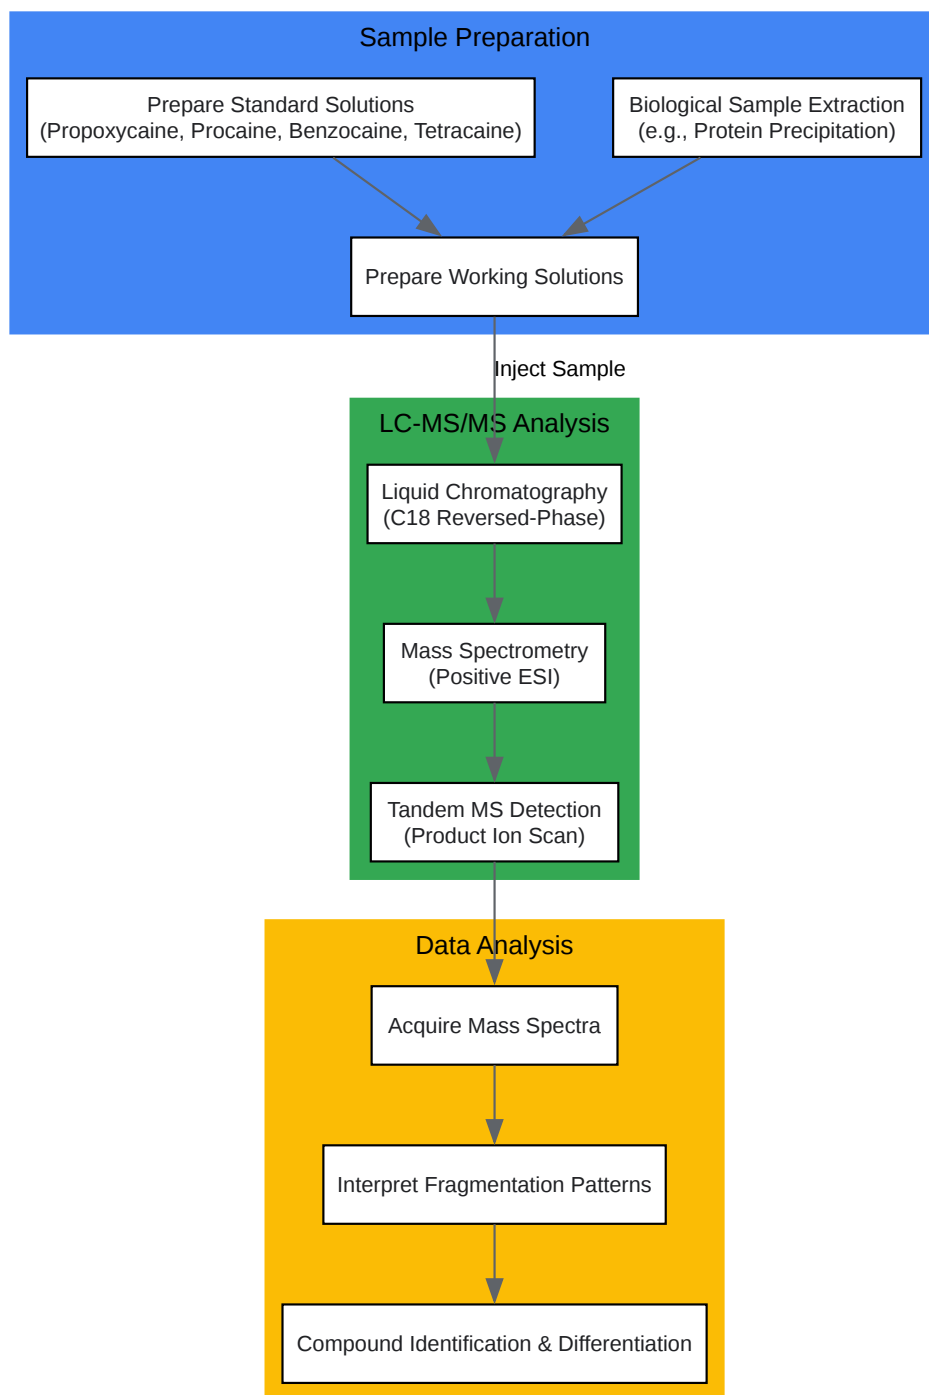 Sample Preparation
Prepare Standard Solutions
(Propoxycaine, Procaine, Benzocaine, Tetracaine)
Biological Sample Extraction
(e.g., Protein Precipitation)
Prepare Working Solutions
Inject Sample
LC-MS/MS Analysis
Liquid Chromatography
(C18 Reversed-Phase)
Mass Spectrometry
(Positive ESI)
Tandem MS Detection
(Product Ion Scan)
Data Analysis
Acquire Mass Spectra
Interpret Fragmentation Patterns
Compound Identification & Differentiation